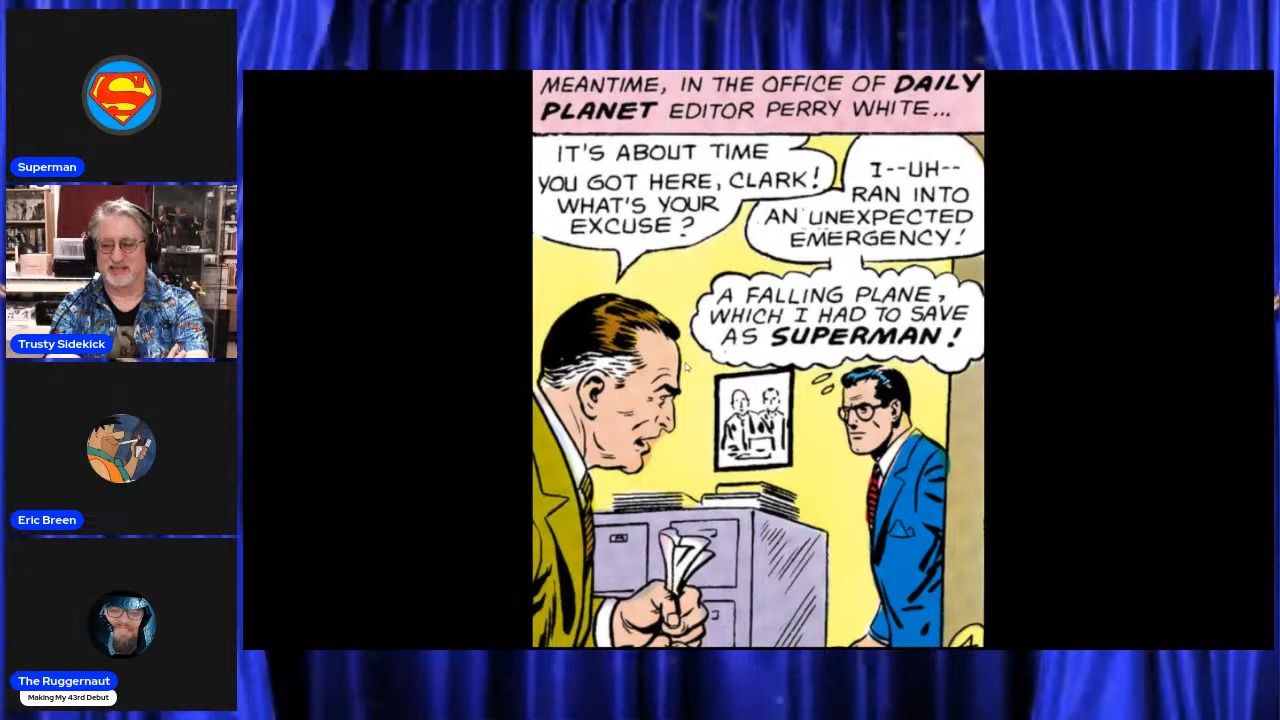 Superman
Trusty Sidekick
Eric Breen
The Ruggernaut
Making My 43rd Debut
MEANTIME, IN THE OFFICE OF DAILY
PLANET EDITOR PERRY WHITE...
IT'S ABOUT TIME
YOU GOT HERE, CLARK!
WHAT'S YOUR
EXCUSE?
I--UH--
RAN INTO
AN UNEXPECTED
EMERGENCY!
A FALLING PLANE,
WHICH I HAD TO SAVE
AS SUPERMAN!
4